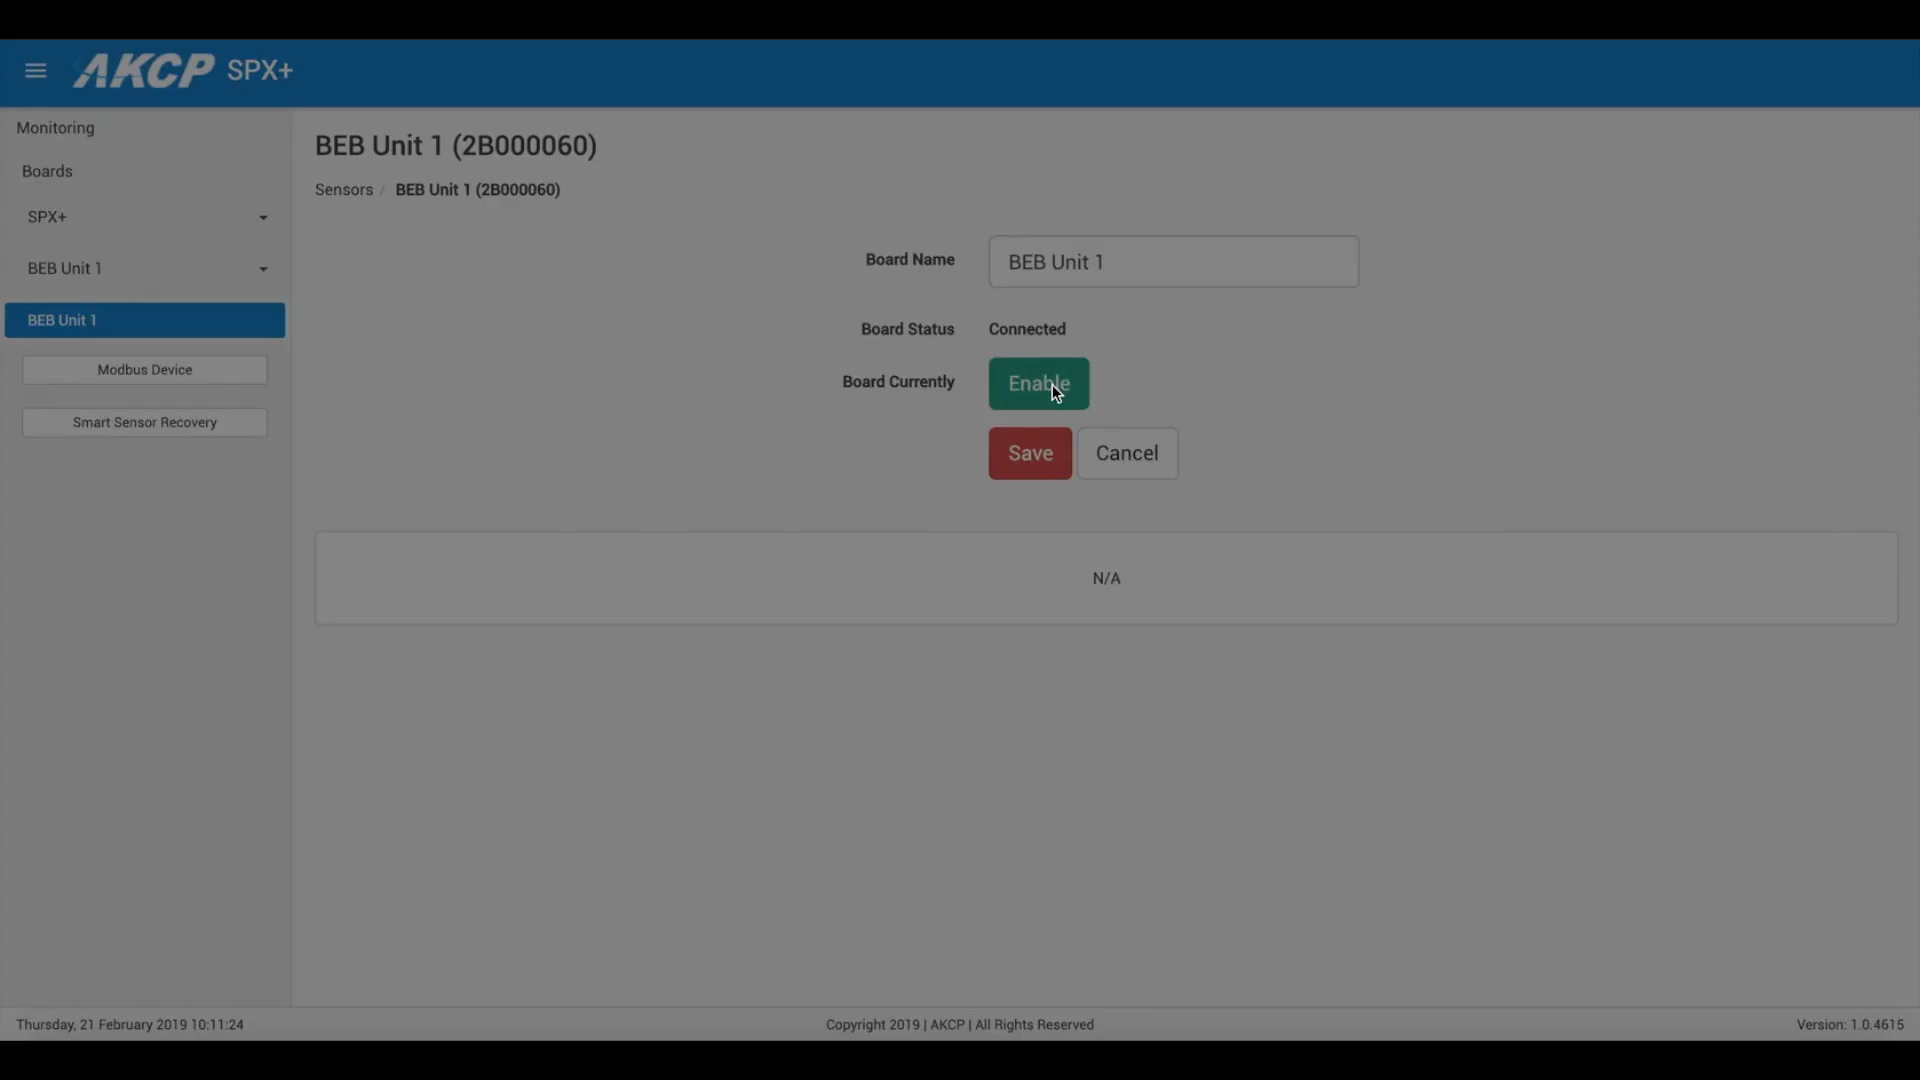 AKCP SPX+
Monitoring
Boards
SPX+
BEB Unit 1
BEB Unit 1
Modbus Device
Smart Sensor Recovery
BEB Unit 1 (2B000060)
Sensors / BEB Unit 1 (2B000060)
Board Name BEB Unit 1
Board Status Connected
Board Currently Enable
Save Cancel
N/A
Thursday, 21 February 2019 10:11:24 Copyright 2019 | AKCP | All Rights Reserved Version: 1.0.4615